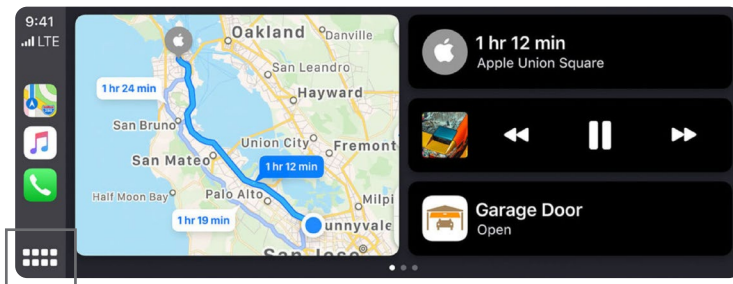 9:41
LTE
Oakland
Danville
San Leandro
1 hr 24 min
Hayward
San Bruno
Union City
Fremont
San Mateo
1 hr 12 min
Half Moon Bay
Palo Alto
Milpi
1 hr 19 min
unnyvale
San Jose
1 hr 12 min
Apple Union Square
Garage Door
Open